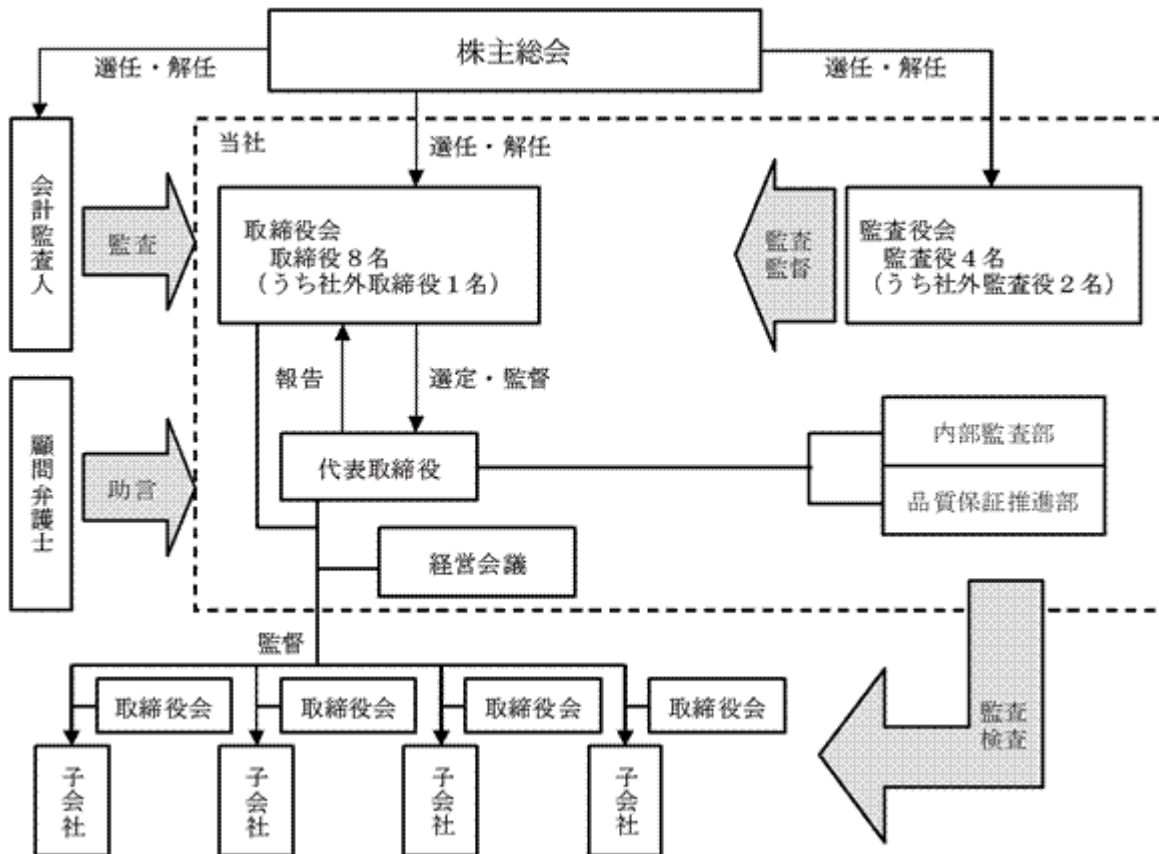 株主総会
選任・解任
選任・解任
選任・解任
当社
会計監査人
監査
取締役会
取締役8名
(うち社外取締役1名)
監査
監督
監査役会
監査役4名
(うち社外監査役2名)
報告
選定・監督
顧問弁護士
助言
代表取締役
内部監査部
品質保証推進部
経営会議
監督
取締役会
取締役会
取締役会
取締役会
監査
検査
子会社
子会社
子会社
子会社